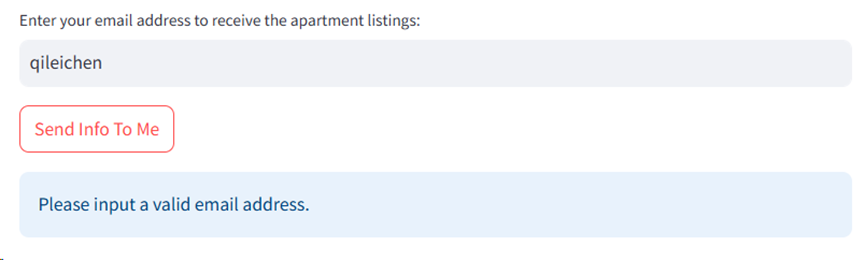 Enter your email address to receive the apartment listings:
qileichen
Send Info To Me
Please input a valid email address.